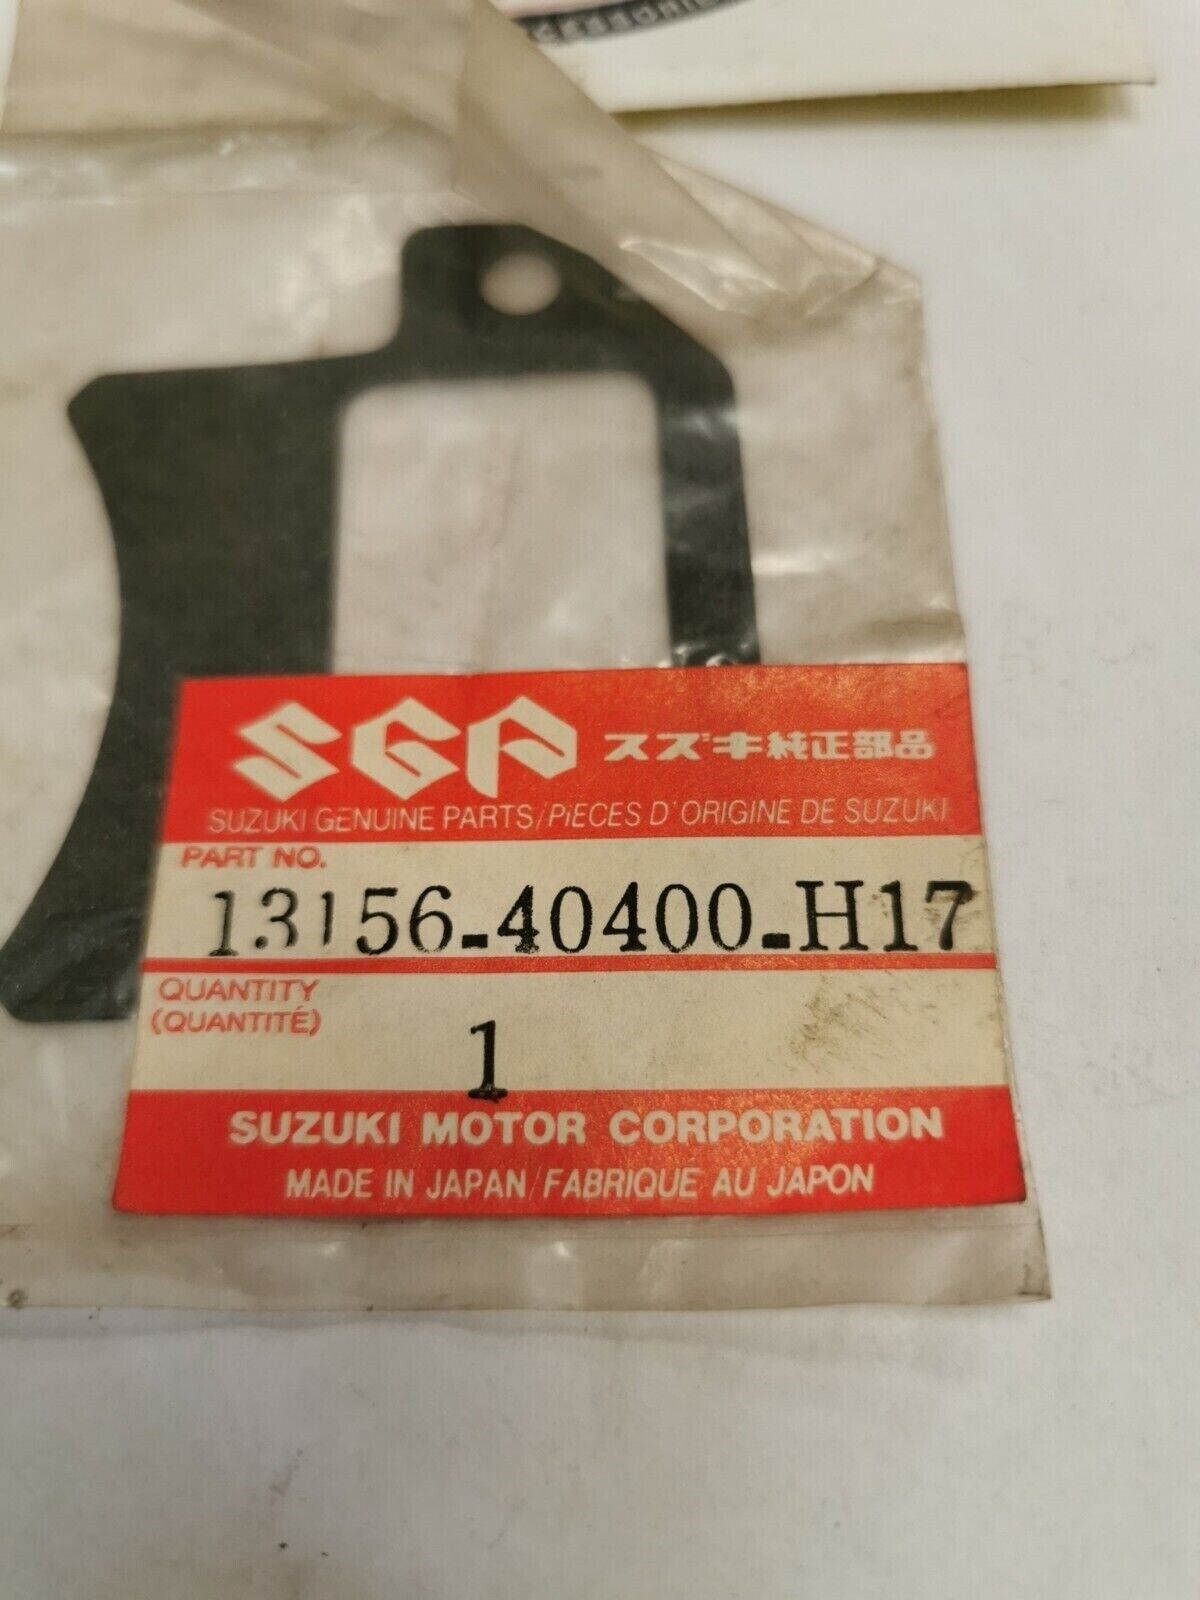 ACCESSORIE
SGP スズキ純正部品
SUZUKI GENUINE PARTS/PIECES D'ORIGINE DE SUZUKI
PART NO.
13156-40400-H17
QUANTITY
(QUANTITÉ)
1
SUZUKI MOTOR CORPORATION
MADE IN JAPAN/FABRIQUE AU JAPON